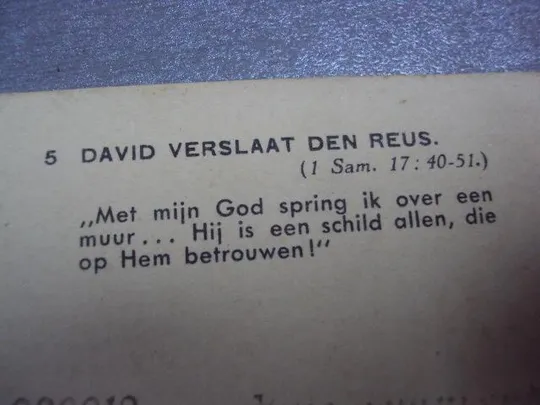 5 DAVID VERSLAAT DEN REUS.
(1 Sam. 17:40-51.)
„Met mijn God spring ik over een
muur... Hij is een schild allen, die
op Hem betrouwen!"